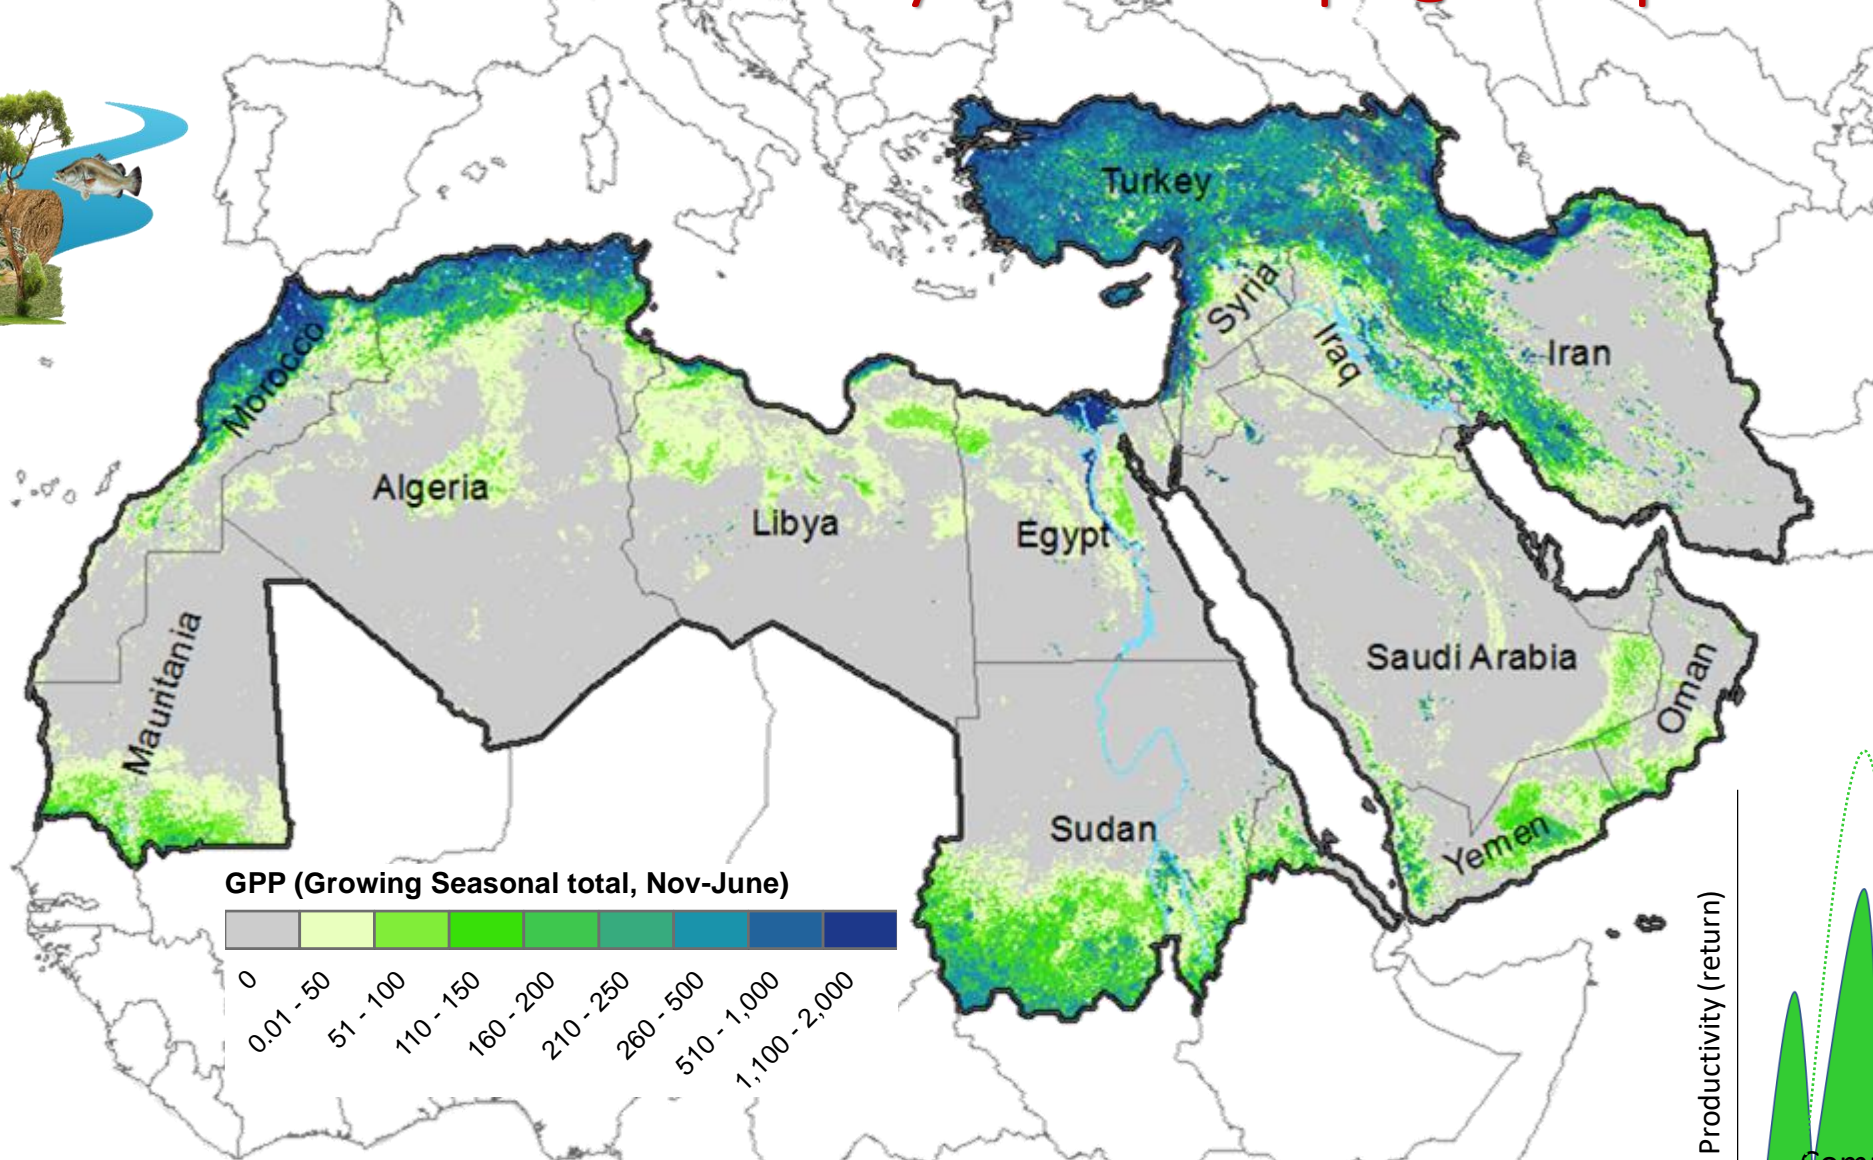 Turkey
Syria
Iraq
Iran
Morocco
Algeria
Libya
Egypt
Saudi Arabia
Oman
Mauritania
Sudan
Yemen
GPP (Growing Seasonal total, Nov-June)
0
0.01 - 50
51 - 100
110 - 150
160 - 200
210 - 250
260 - 500
510 - 1,000
1,100 - 2,000
Productivity (return)